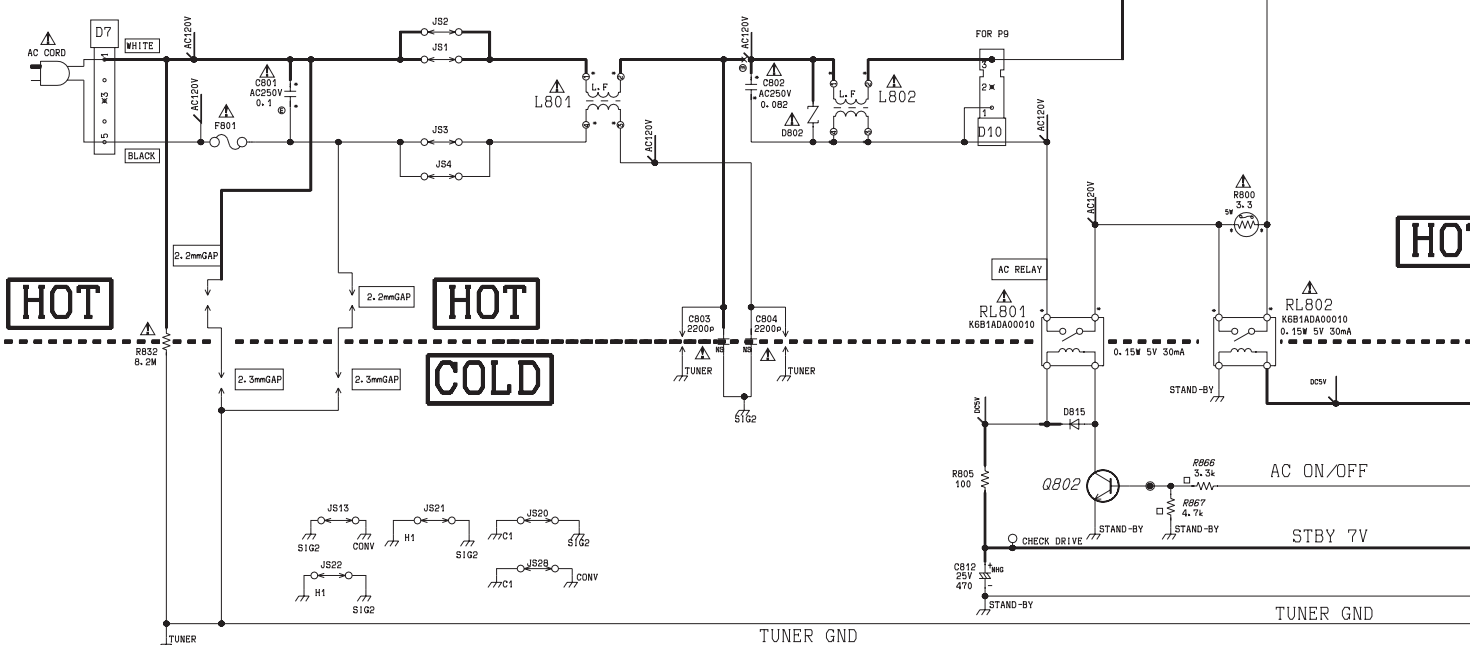 D7
AC CORD
WHITE
1
3
5
BLACK
AC120V
AC120V
F801
C801
AC250V
0.1
JS2
JS1
JS3
JS4
L801
L.F
AC120V
AC120V
C802
AC250V
0.082
D802
L.F
L802
FOR P9
3
2
1
D10
AC120V
2.2mmGAP
2.2mmGAP
HOT
HOT
HOT
COLD
R832
8.2M
2.3mmGAP
2.3mmGAP
C803
2200p
C804
2200p
NS
NS
TUNER
TUNER
SIG2
AC120V
R800
3.3
5W
AC RELAY
RL801
K6B1ADA00010
0.15W 5V 30mA
RL802
K6B1ADA00010
0.15W 5V 30mA
STAND-BY
DC5V
DC5V
D815
R805
100
Q802
R866
3.3k
R867
4.7k
AC ON/OFF
STAND-BY
STAND-BY
CHECK DRIVE
STBY 7V
C812
25V
470
NHG
STAND-BY
TUNER GND
JS13
SIG2
CONV
JS21
H1
SIG2
JS20
C1
SIG2
JS22
H1
SIG2
JS28
C1
CONV
TUNER
TUNER GND